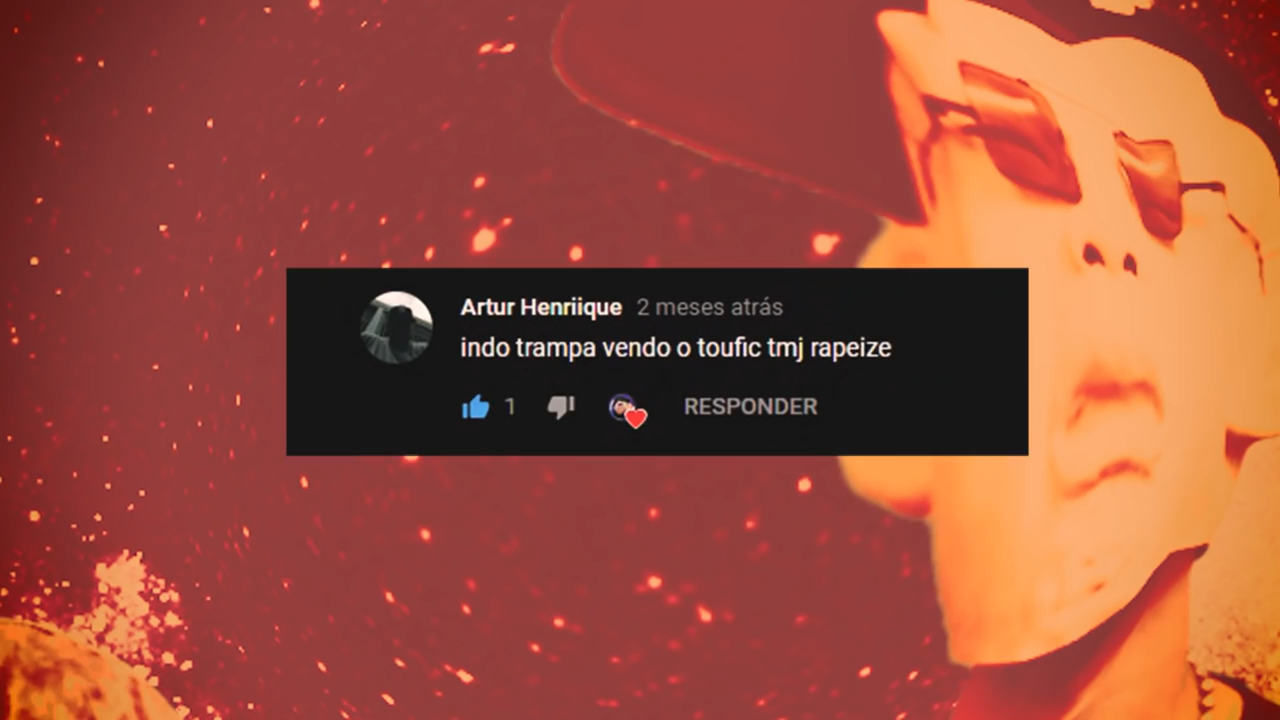 Artur Henriique 2 meses atrás
indo trampa vendo o toufic tmj rapeize
1 RESPONDER